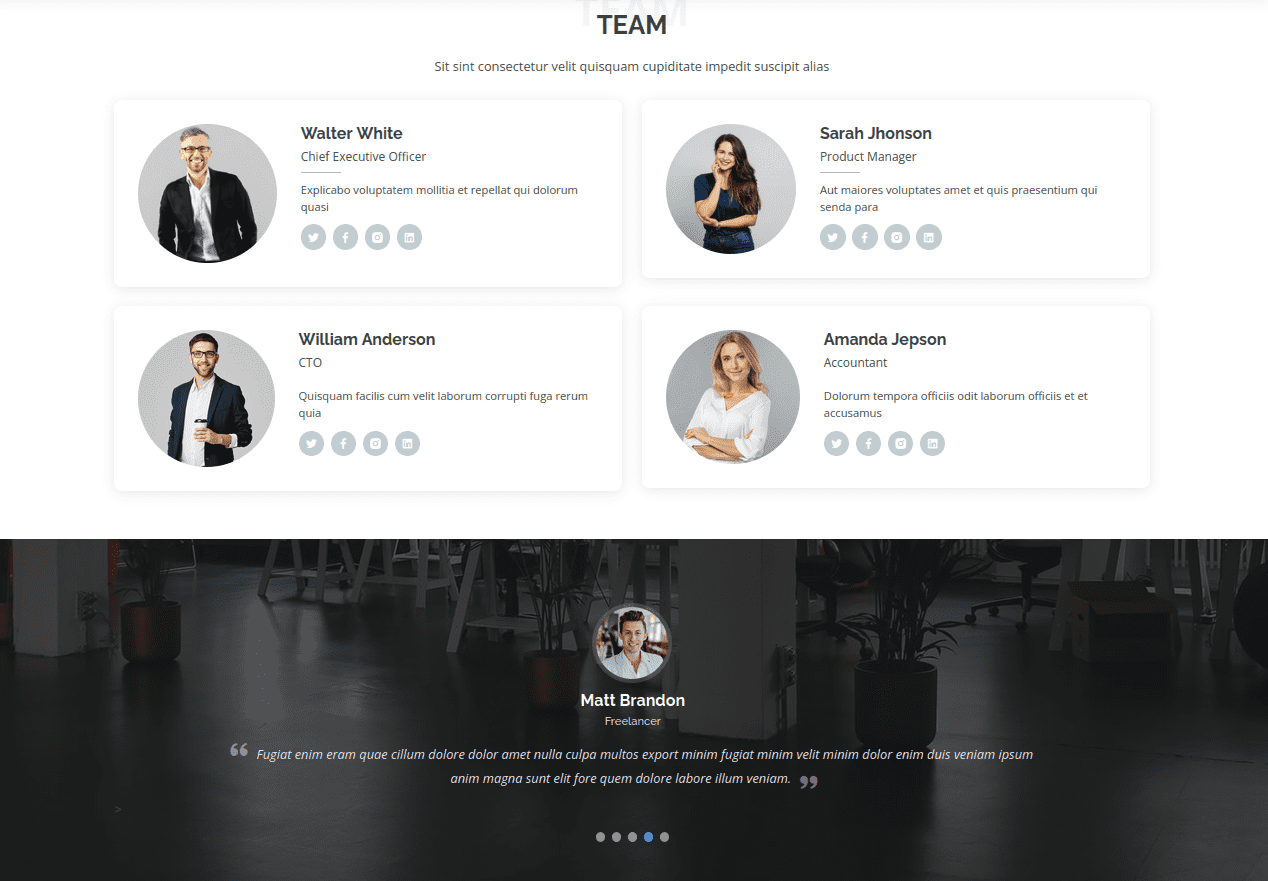 TEAM
TEAM
Sit sint consectetur velit quisquam cupiditate impedit suscipit alias
Walter White
Chief Executive Officer
Explicabo voluptatem mollitia et repellat qui dolorum
quasi
Sarah Jhonson
Product Manager
Aut maiores voluptates amet et quis praesentium qui
senda para
William Anderson
CTO
Quisquam facilis cum velit laborum corrupti fuga rerum
quia
Amanda Jepson
Accountant
Dolorum tempora officiis odit laborum officiis et et
accusamus
Matt Brandon
Freelancer
“ Fugiat enim eram quae cillum dolore dolor amet nulla culpa multos export minim fugiat minim velit minim dolor enim duis veniam ipsum
anim magna sunt elit fore quem dolore labore illum veniam. ”
>